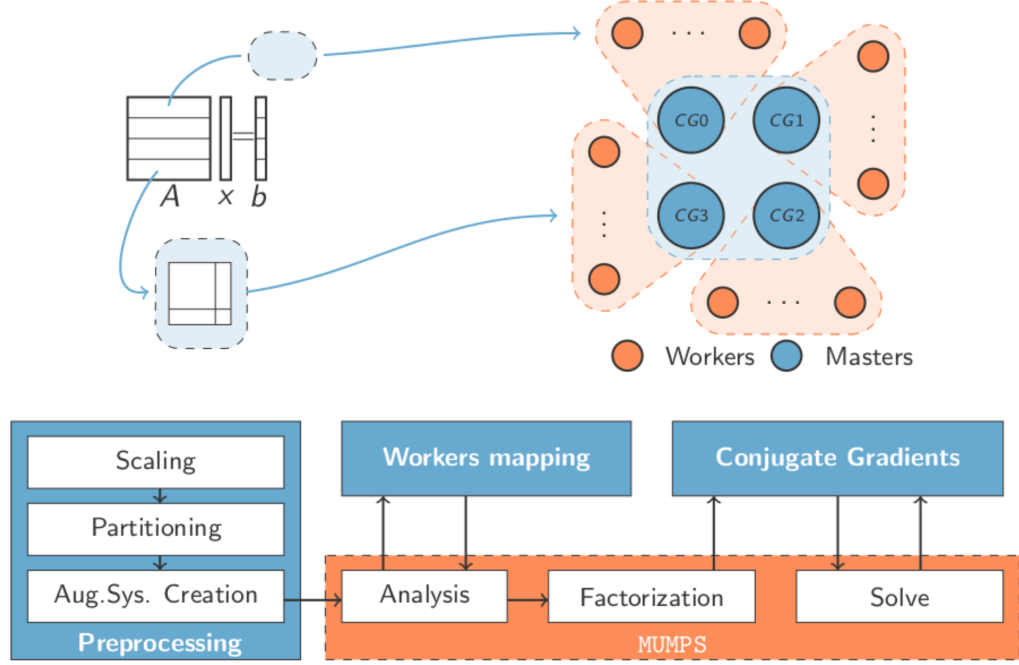 . . .
CG0 CG1
A x = b
CG3 CG2
. . .
Workers Masters
Scaling
Workers mapping
Conjugate Gradients
Partitioning
Aug.Sys. Creation
Analysis
Factorization
Solve
Preprocessing
MUMPS